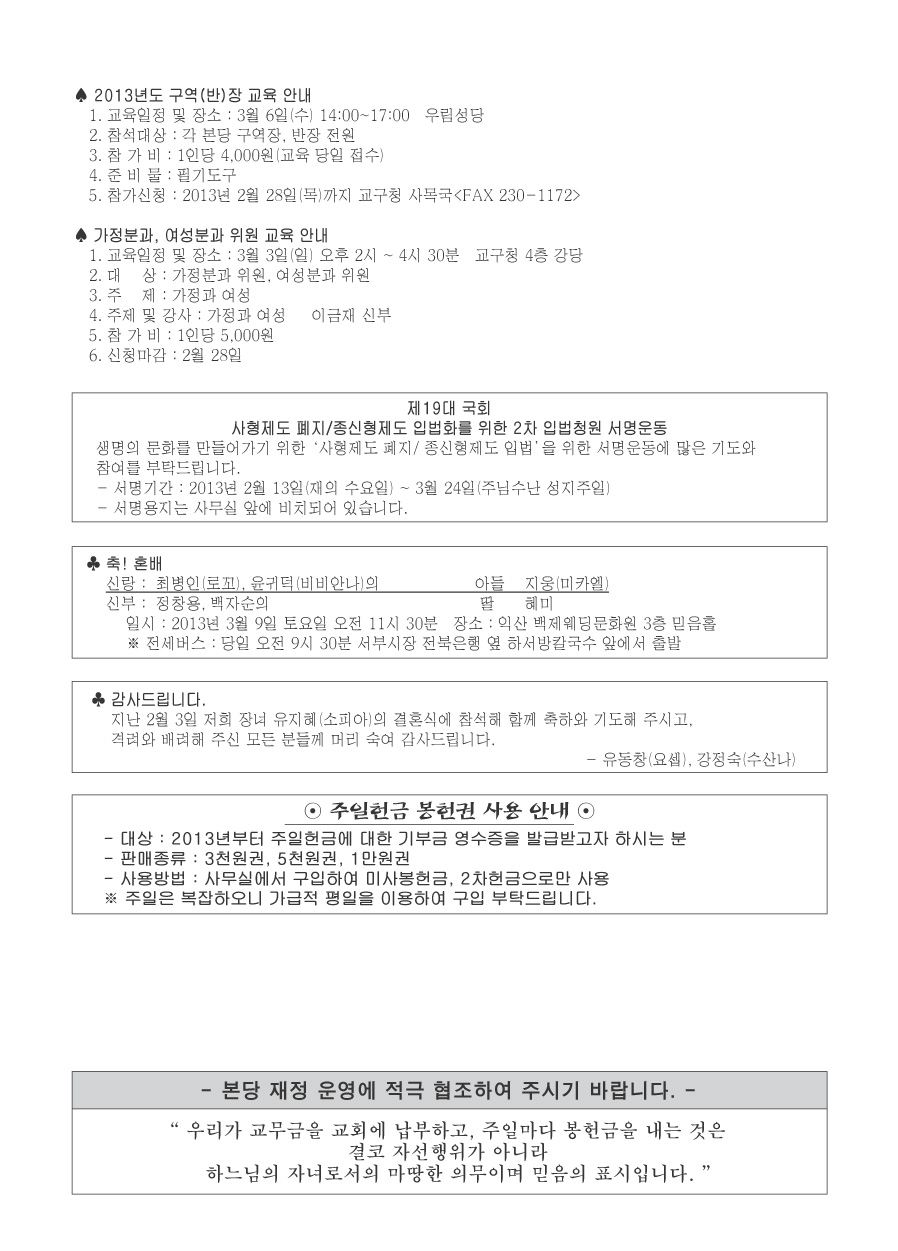 ♠ 2013년도 구역(반)장 교육 안내
1. 교육일정 및 장소 : 3월 6일(수) 14:00~17:00 우림성당
2. 참석대상 : 각 본당 구역장, 반장 전원
3. 참 가 비 : 1인당 4,000원(교육 당일 접수)
4. 준 비 물 : 필기도구
5. 참가신청 : 2013년 2월 28일(목)까지 교구청 사목국<FAX 230-1172>
♠ 가정분과, 여성분과 위원 교육 안내
1. 교육일정 및 장소 : 3월 3일(일) 오후 2시 ~ 4시 30분 교구청 4층 강당
2. 대 상 : 가정분과 위원, 여성분과 위원
3. 주 제 : 가정과 여성
4. 주제 및 강사 : 가정과 여성 이금재 신부
5. 참 가 비 : 1인당 5,000원
6. 신청마감 : 2월 28일
제19대 국회
사형제도 폐지/종신형제도 입법화를 위한 2차 입법청원 서명운동
생명의 문화를 만들어가기 위한 ‘사형제도 폐지/ 종신형제도 입법’을 위한 서명운동에 많은 기도와
참여를 부탁드립니다.
- 서명기간 : 2013년 2월 13일(재의 수요일) ~ 3월 24일(주님수난 성지주일)
- 서명용지는 사무실 앞에 비치되어 있습니다.
♣ 축! 혼배
신랑 : 최병인(로꼬), 윤귀덕(비비안나)의 아들 지웅(미카엘)
신부 : 정창용, 백자순의 딸 혜미
일시 : 2013년 3월 9일 토요일 오전 11시 30분 장소 : 익산 백제웨딩문화원 3층 믿음홀
※ 전세버스 : 당일 오전 9시 30분 서부시장 전북은행 옆 하서방칼국수 앞에서 출발
♣ 감사드립니다.
지난 2월 3일 저희 장녀 유지혜(소피아)의 결혼식에 참석해 함께 축하와 기도해 주시고,
격려와 배려해 주신 모든 분들께 머리 숙여 감사드립니다.
- 유동창(요셉), 강정숙(수산나)
⊙ 주일헌금 봉헌권 사용 안내 ⊙
- 대상 : 2013년부터 주일헌금에 대한 기부금 영수증을 발급받고자 하시는 분
- 판매종류 : 3천원권, 5천원권, 1만원권
- 사용방법 : 사무실에서 구입하여 미사봉헌금, 2차헌금으로만 사용
※ 주일은 복잡하오니 가급적 평일을 이용하여 구입 부탁드립니다.
- 본당 재정 운영에 적극 협조하여 주시기 바랍니다. -
“ 우리가 교무금을 교회에 납부하고, 주일마다 봉헌금을 내는 것은
결코 자선행위가 아니라
하느님의 자녀로서의 마땅한 의무이며 믿음의 표시입니다. ”